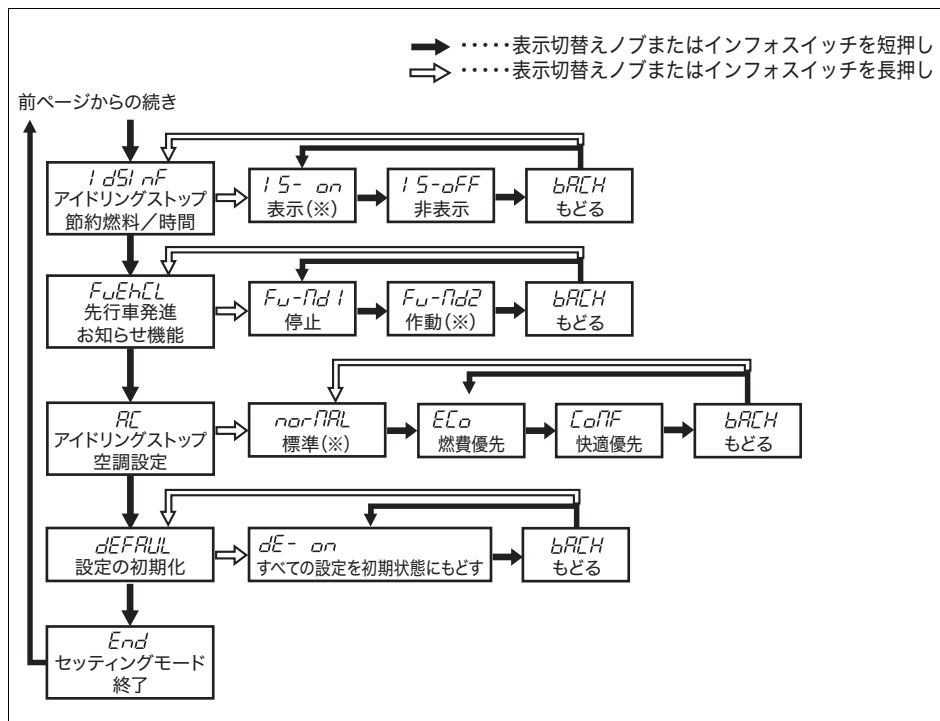 ・・・・・表示切替えノブまたはインフォスイッチを短押し
・・・・・表示切替えノブまたはインフォスイッチを長押し
前ページからの続き
IdSInF
アイドリングストップ
節約燃料／時間
IS- on
表示(※)
IS-oFF
非表示
bACH
もどる
FuEhCL
先行車発進
お知らせ機能
Fu-Md1
停止
Fu-Md2
作動(※)
bACH
もどる
AC
アイドリングストップ
空調設定
norMAL
標準(※)
ECo
燃費優先
CoMF
快適優先
bACH
もどる
dEFAUL
設定の初期化
dE- on
すべての設定を初期状態にもどす
bACH
もどる
End
セッティングモード
終了